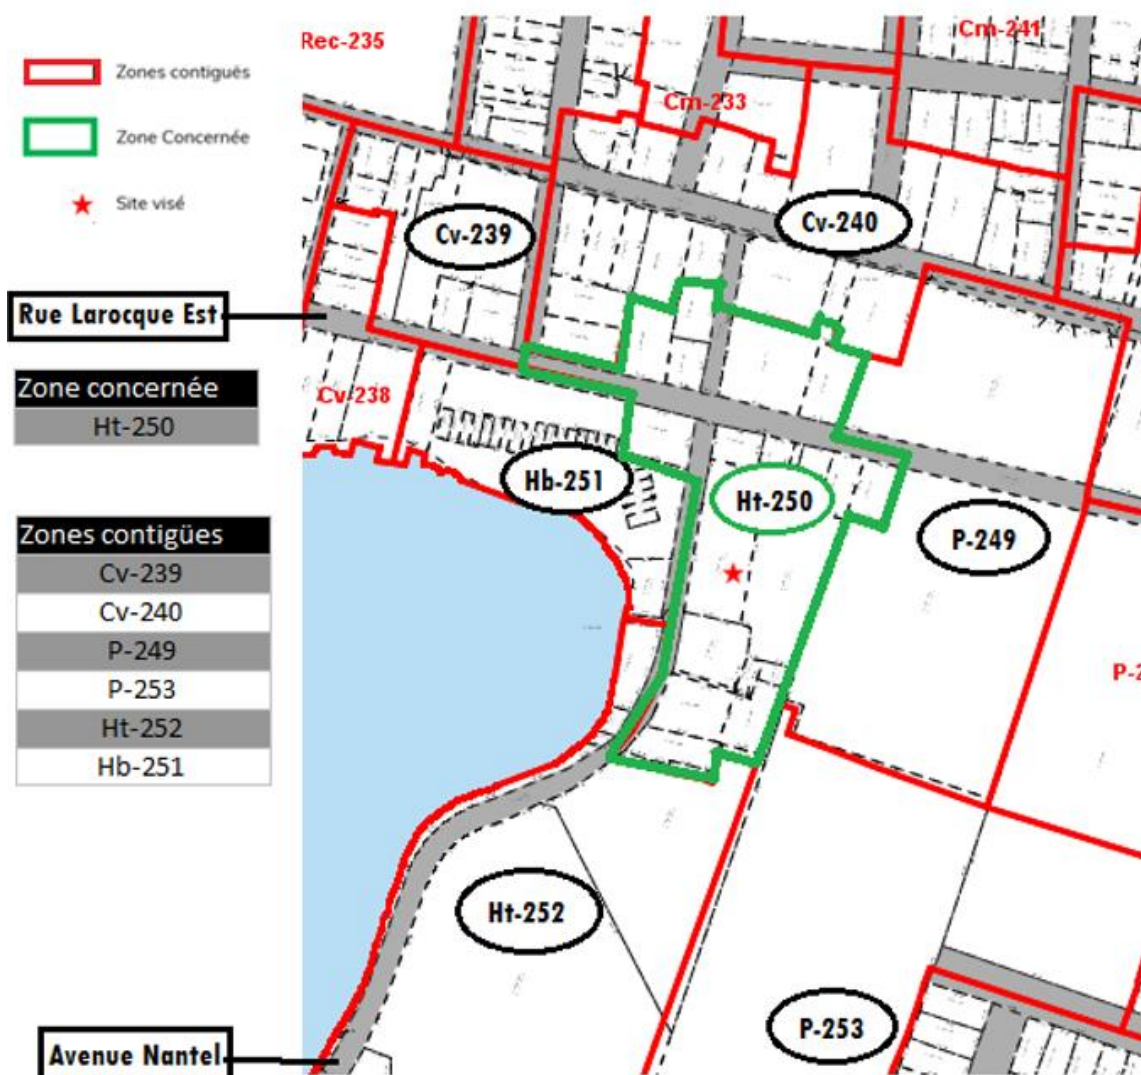 Zones contiguës
Zone Concernée
Site visé
Rec-235
Cm-241
Cm-233
Cv-239
Cv-240
Rue Larocque Est
Cv-238
Zone concernée
Ht-250
Hb-251
Ht-250
P-249
Zones contigües
Cv-239
Cv-240
P-249
P-253
Ht-252
Hb-251
P-2
Ht-252
P-253
Avenue Nantel